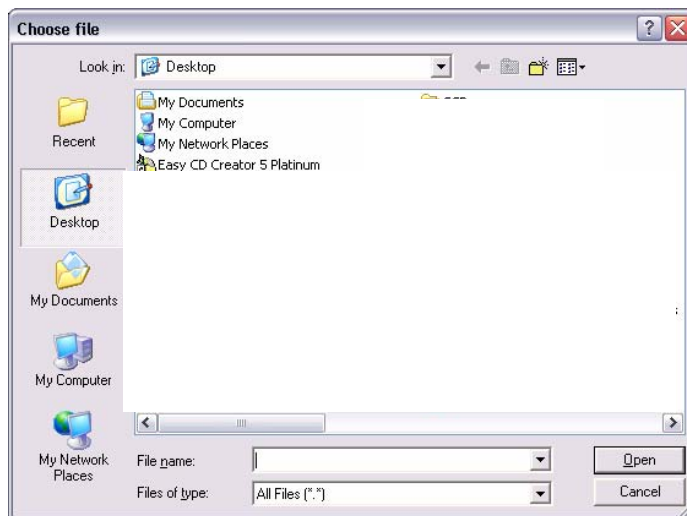 Choose file
Look in:
Desktop
My Documents
My Computer
My Network Places
Easy CD Creator 5 Platinum
Recent
Desktop
My Documents
My Computer
My Network
Places
File name:
Open
Files of type:
All Files (*.*)
Cancel